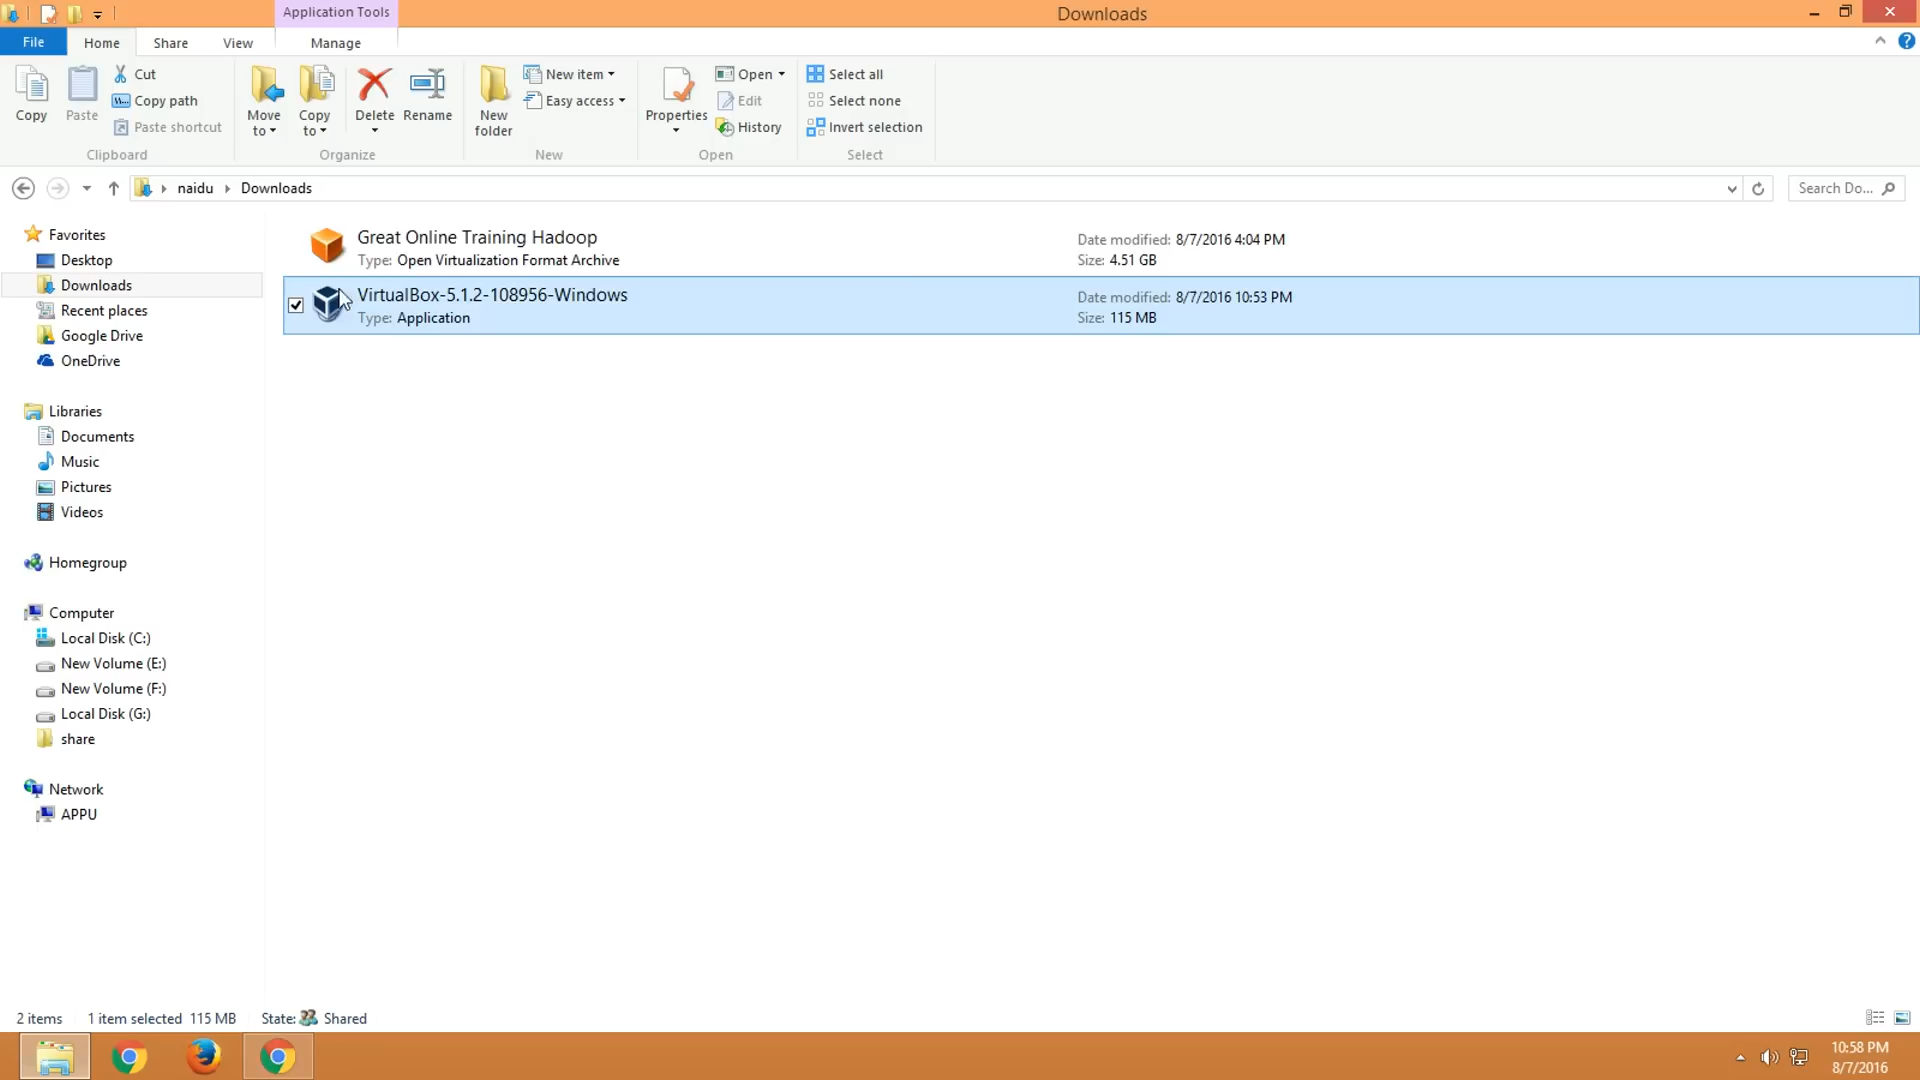 Application Tools
Downloads
File Home Share View Manage
Copy
Paste
Cut
Copy path
Paste shortcut
Clipboard
Move to
Copy to
Delete
Rename
Organize
New folder
New item
Easy access
New
Properties
Open
Edit
History
Open
Select all
Select none
Invert selection
Select
naidu Downloads
Search Do...
Favorites
Desktop
Downloads
Recent places
Google Drive
OneDrive
Libraries
Documents
Music
Pictures
Videos
Homegroup
Computer
Local Disk (C:)
New Volume (E:)
New Volume (F:)
Local Disk (G:)
share
Network
APPU
Great Online Training Hadoop
Type: Open Virtualization Format Archive
Date modified: 8/7/2016 4:04 PM
Size: 4.51 GB
VirtualBox-5.1.2-108956-Windows
Type: Application
Date modified: 8/7/2016 10:53 PM
Size: 115 MB
2 items 1 item selected 115 MB State: Shared
10:58 PM
8/7/2016